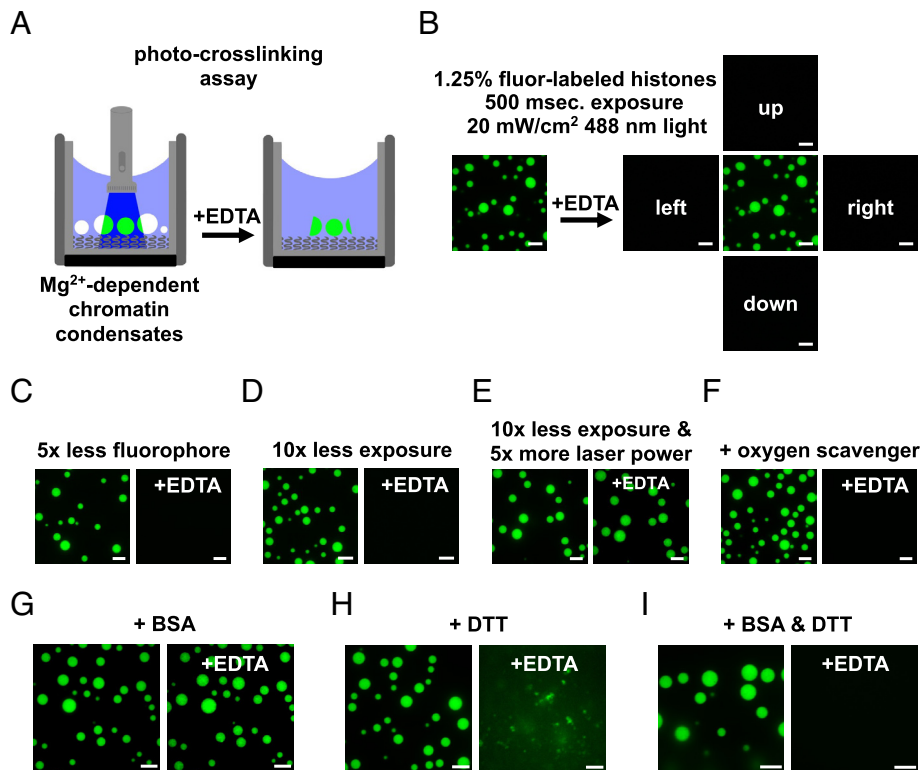 A
photo-crosslinking
assay
+EDTA
Mg²⁺-dependent
chromatin
condensates
B
1.25% fluor-labeled histones
500 msec. exposure
20 mW/cm² 488 nm light
+EDTA
up
left
right
down
C
5x less fluorophore
+EDTA
D
10x less exposure
+EDTA
E
10x less exposure &
5x more laser power
+EDTA
F
+ oxygen scavenger
+EDTA
G
+ BSA
+EDTA
H
+ DTT
+EDTA
I
+ BSA & DTT
+EDTA